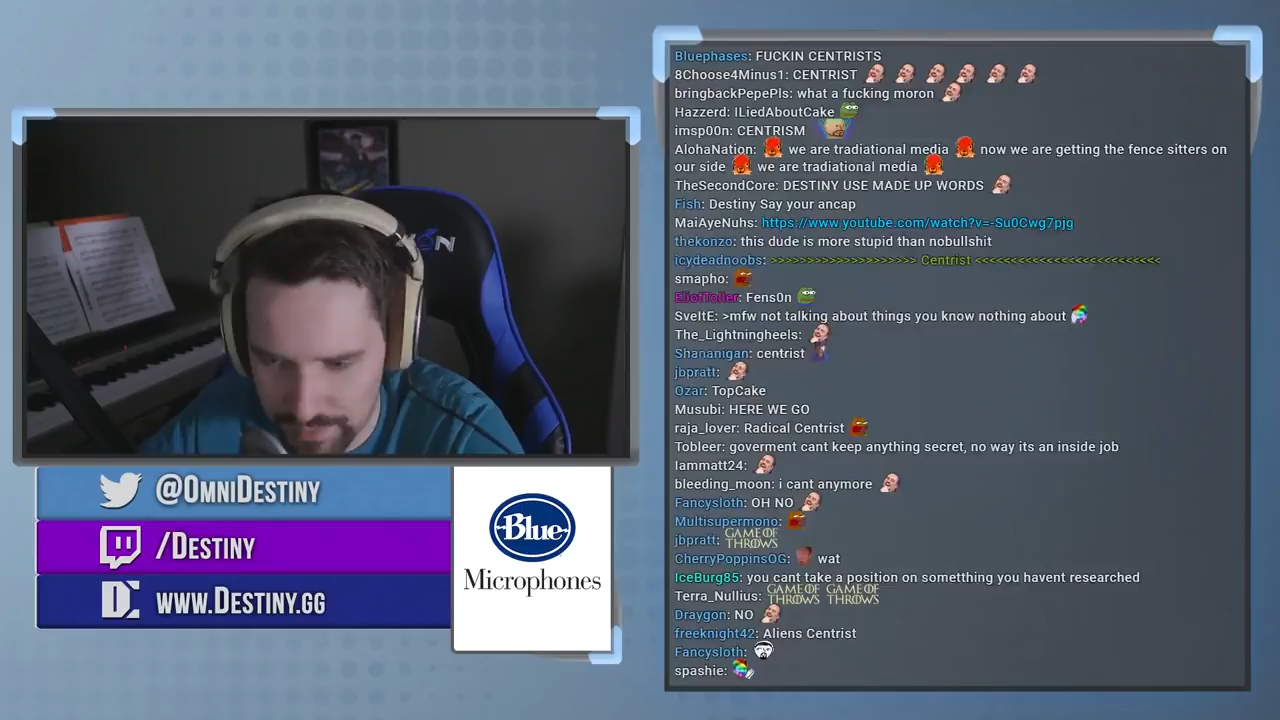 Bluephases: FUCKIN CENTRISTS
8Choose4Minus1: CENTRIST
bringbackPepePls: what a fucking moron
Hazzerd: ILiedAboutCake
imsp00n: CENTRISM
AlohaNation: we are tradiational media now we are getting the fence sitters on
our side we are tradiational media
TheSecondCore: DESTINY USE MADE UP WORDS
Fish: Destiny Say your ancap
MaiAyeNuhs: https://www.youtube.com/watch?v=-Su0Cwg7pjg
thekonzo: this dude is more stupid than nobullshit
icydeadnoobs: >>>>>>>>>>>>>>>>>>>> Centrist <<<<<<<<<<<<<<<<<<<<<<<<<
smapho:
EliotToller: Fens0n
SveltE: >mfw not talking about things you know nothing about
The_Lightningheels:
Shananigan: centrist
jbpratt:
Ozar: TopCake
Musubi: HERE WE GO
raja_lover: Radical Centrist
Tobleer: goverment cant keep anything secret, no way its an inside job
Iammatt24:
bleeding_moon: i cant anymore
Fancysloth: OH NO
Multisupermono:
jbpratt: GAME OF THROWS
CherryPoppinsOG: wat
IceBurg85: you cant take a position on sometthing you havent researched
Terra_Nullius: GAME OF THROWS GAME OF THROWS
Draygon: NO
freeknight42: Aliens Centrist
Fancysloth:
spashie:
@OmniDestiny
/Destiny
www.Destiny.gg
Blue
Microphones